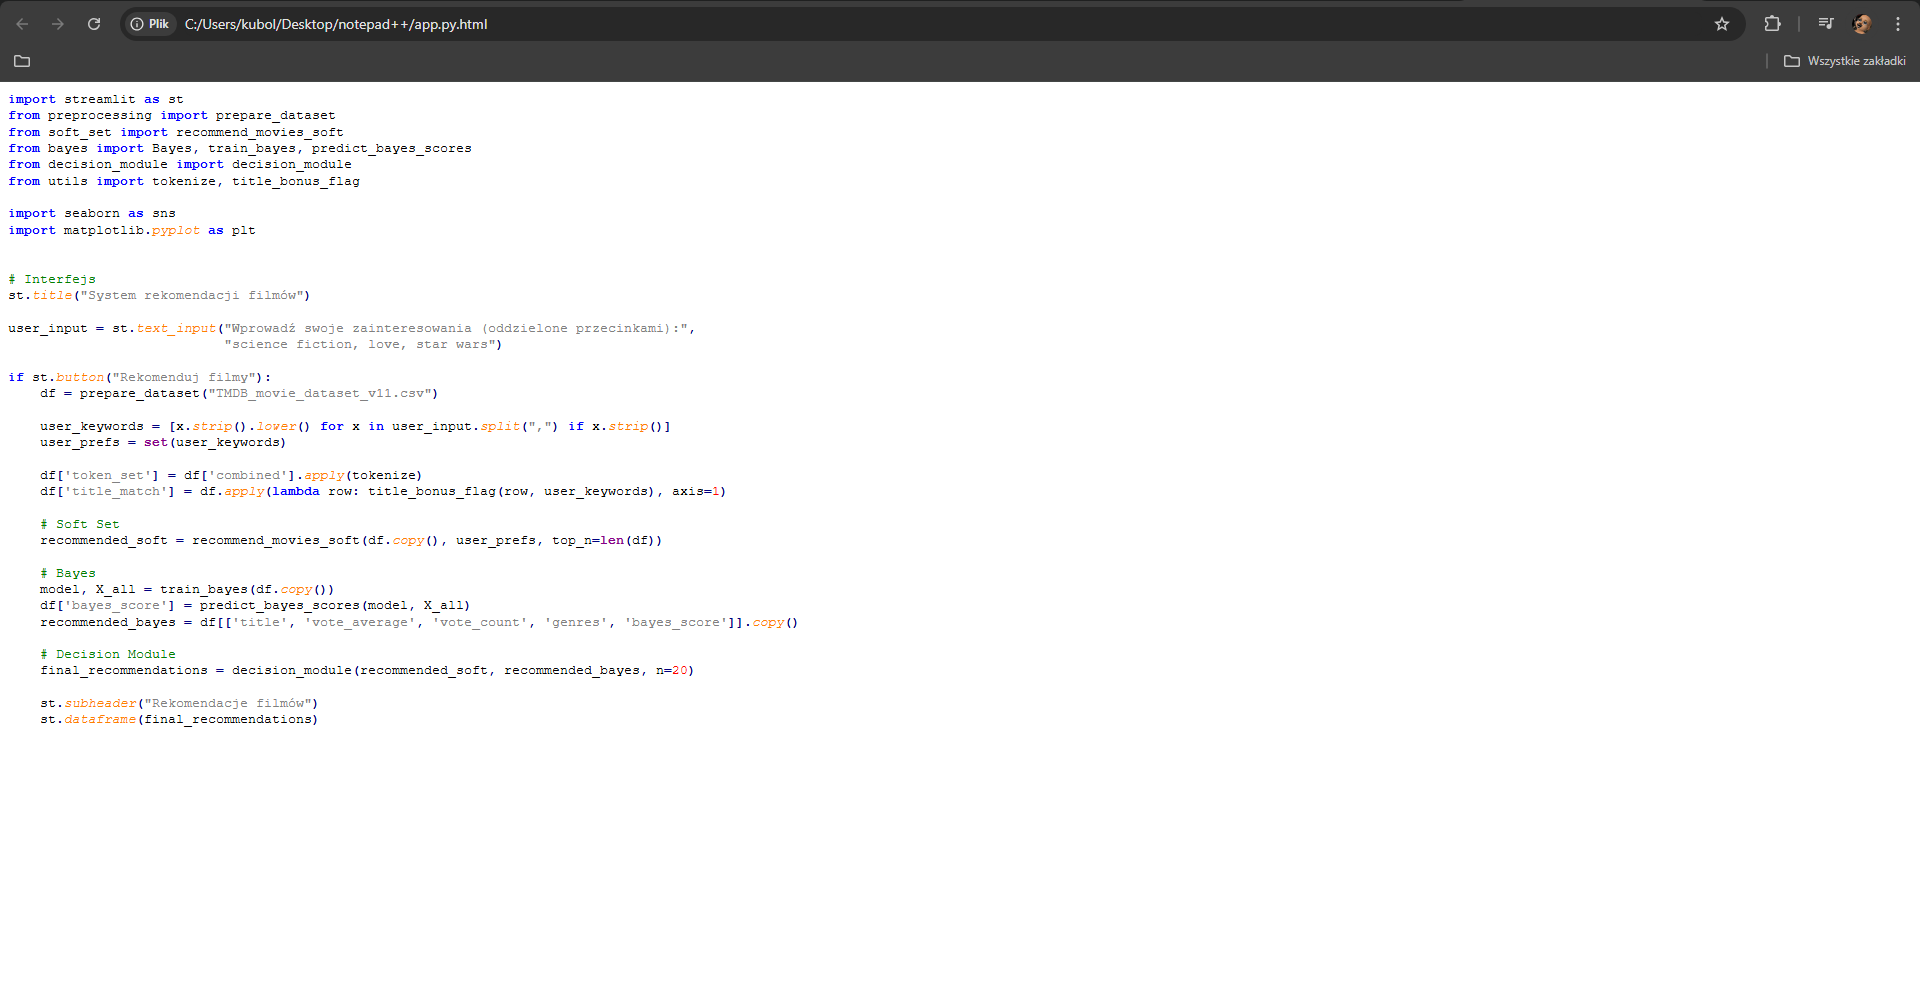 Plik C:/Users/kubol/Desktop/notepad++/app.py.html
Wszystkie zakładki
import streamlit as st
from preprocessing import prepare_dataset
from soft_set import recommend_movies_soft
from bayes import Bayes, train_bayes, predict_bayes_scores
from decision_module import decision_module
from utils import tokenize, title_bonus_flag

import seaborn as sns
import matplotlib.pyplot as plt


# Interfejs
st.title("System rekomendacji filmów")

user_input = st.text_input("Wprowadź swoje zainteresowania (oddzielone przecinkami):",
                           "science fiction, love, star wars")

if st.button("Rekomenduj filmy"):
    df = prepare_dataset("TMDB_movie_dataset_v11.csv")

    user_keywords = [x.strip().lower() for x in user_input.split(",") if x.strip()]
    user_prefs = set(user_keywords)

    df['token_set'] = df['combined'].apply(tokenize)
    df['title_match'] = df.apply(lambda row: title_bonus_flag(row, user_keywords), axis=1)

    # Soft Set
    recommended_soft = recommend_movies_soft(df.copy(), user_prefs, top_n=len(df))

    # Bayes
    model, X_all = train_bayes(df.copy())
    df['bayes_score'] = predict_bayes_scores(model, X_all)
    recommended_bayes = df[['title', 'vote_average', 'vote_count', 'genres', 'bayes_score']].copy()

    # Decision Module
    final_recommendations = decision_module(recommended_soft, recommended_bayes, n=20)

    st.subheader("Rekomendacje filmów")
    st.dataframe(final_recommendations)